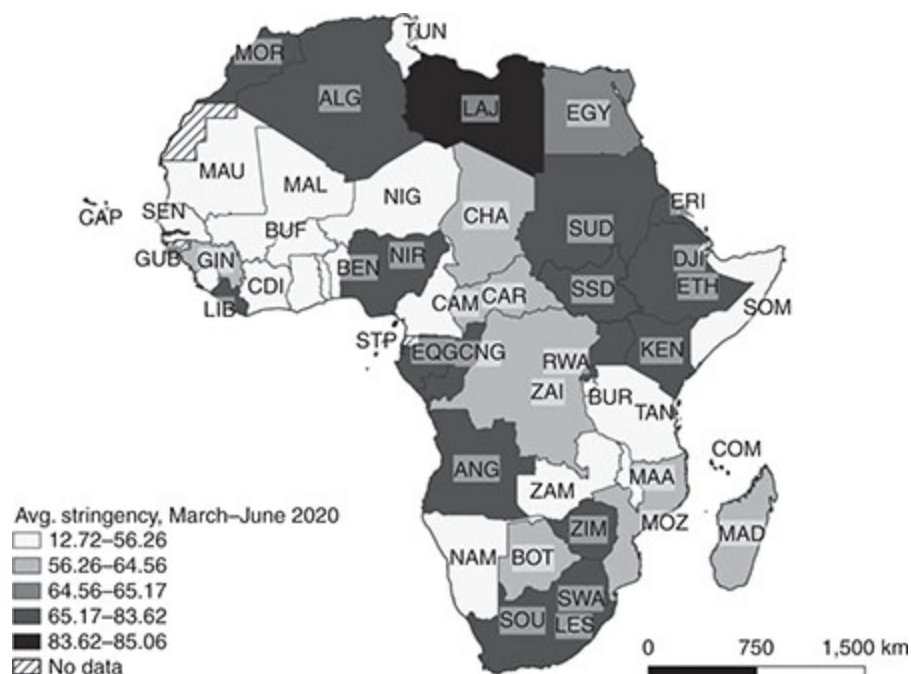 TUN
MOR
ALG
LAJ
EGY
MAU
MAL
NIG
CHA
SUD
ERI
CAP
SEN
BUF
GUB
GIN
CDI
BEN
NIR
DJI
ETH
SSD
SOM
LIB
CAM
CAR
STP
EQG
CNG
RWA
KEN
ZAI
BUR
TAN
COM
ANG
ZAM
MAA
MOZ
MAD
NAM
BOT
ZIM
SWA
SOU
LES
Avg. stringency, March–June 2020
12.72–56.26
56.26–64.56
64.56–65.17
65.17–83.62
83.62–85.06
No data
0 750 1,500 km